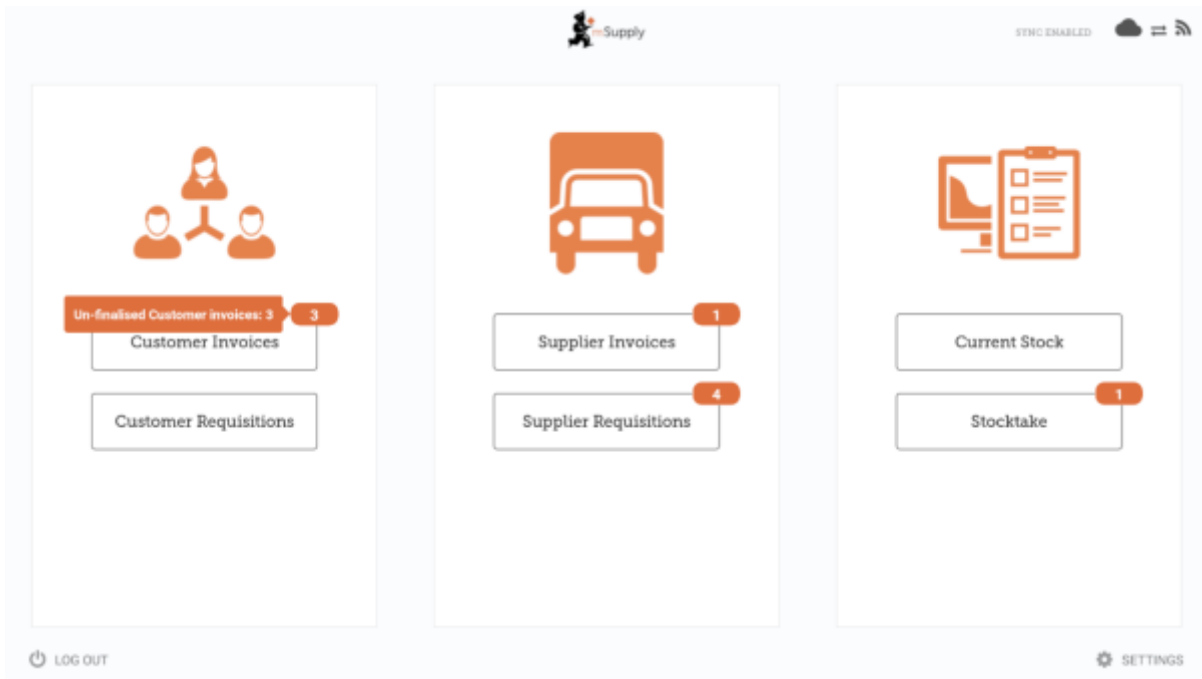 mSupply
SYNC ENABLED
Un-finalised Customer invoices: 3
3
Customer Invoices
Customer Requisitions
1
Supplier Invoices
4
Supplier Requisitions
Current Stock
1
Stocktake
LOG OUT
SETTINGS